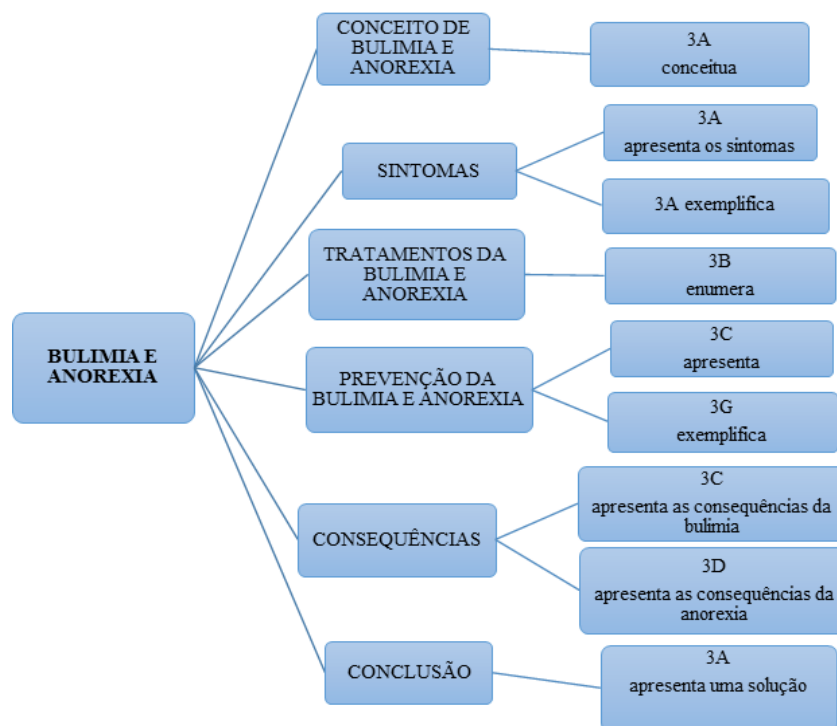 BULIMIA E
ANOREXIA
CONCEITO DE
BULIMIA E
ANOREXIA
3A
conceitua
SINTOMAS
3A
apresenta os sintomas
3A exemplifica
TRATAMENTOS DA
BULIMIA E
ANOREXIA
3B
enumera
PREVENÇÃO DA
BULIMIA E ANOREXIA
3C
apresenta
3G
exemplifica
CONSEQUÊNCIAS
3C
apresenta as consequências da
bulimia
3D
apresenta as consequências da
anorexia
CONCLUSÃO
3A
apresenta uma solução